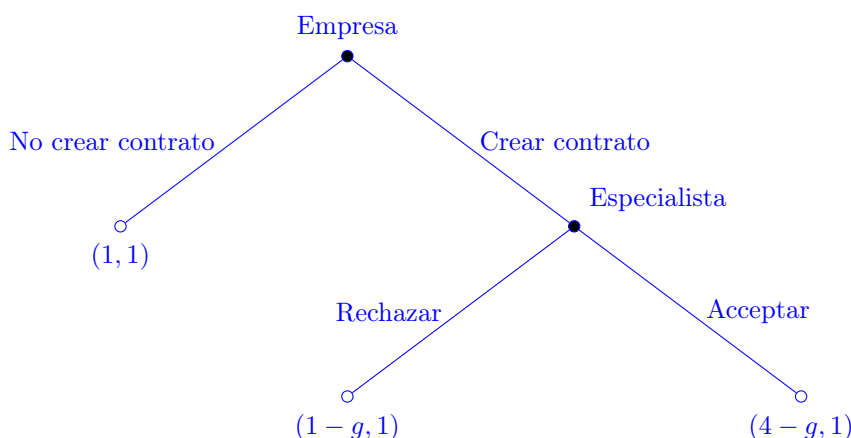 Empresa
No crear contrato
Crear contrato
Especialista
(1, 1)
Rechazar
Acceptar
(1 − g, 1)
(4 − g, 1)